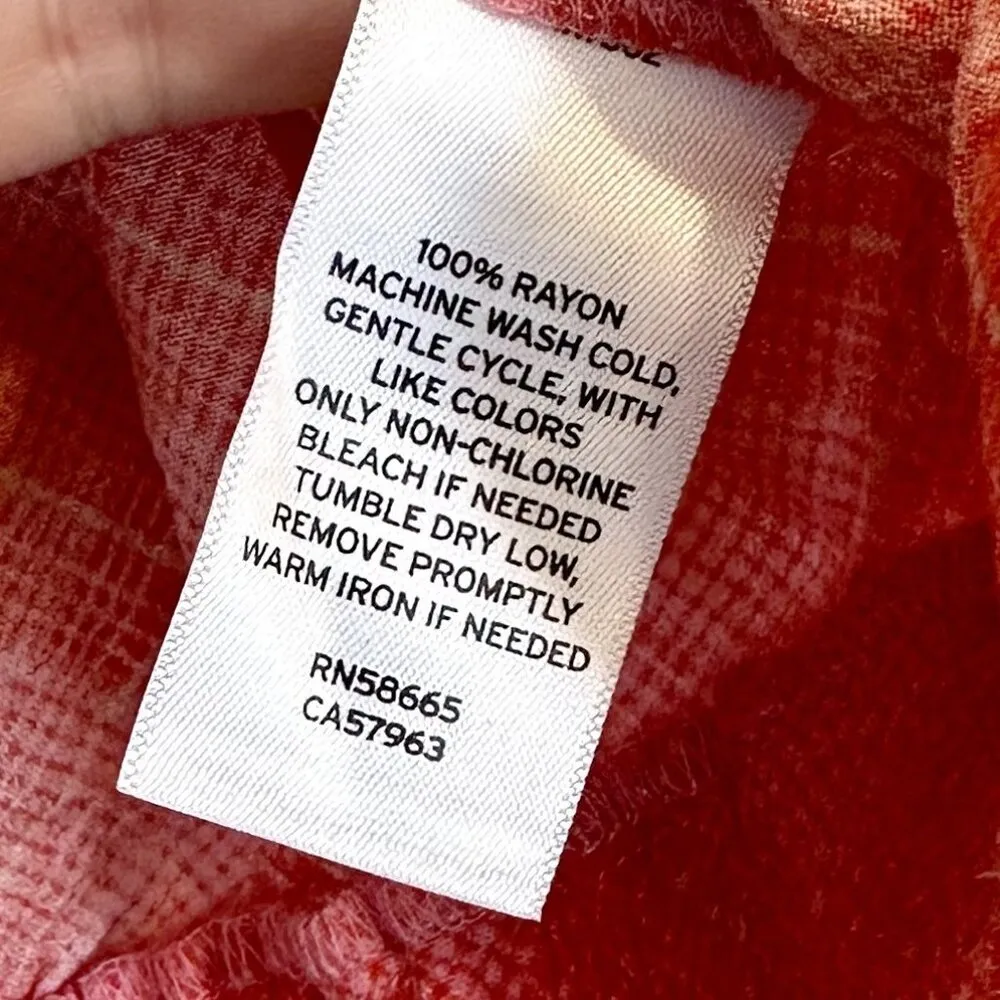 100% RAYON
MACHINE WASH COLD,
GENTLE CYCLE, WITH
LIKE COLORS
ONLY NON-CHLORINE
BLEACH IF NEEDED
TUMBLE DRY LOW,
REMOVE PROMPTLY
WARM IRON IF NEEDED
RN58665
CA57963